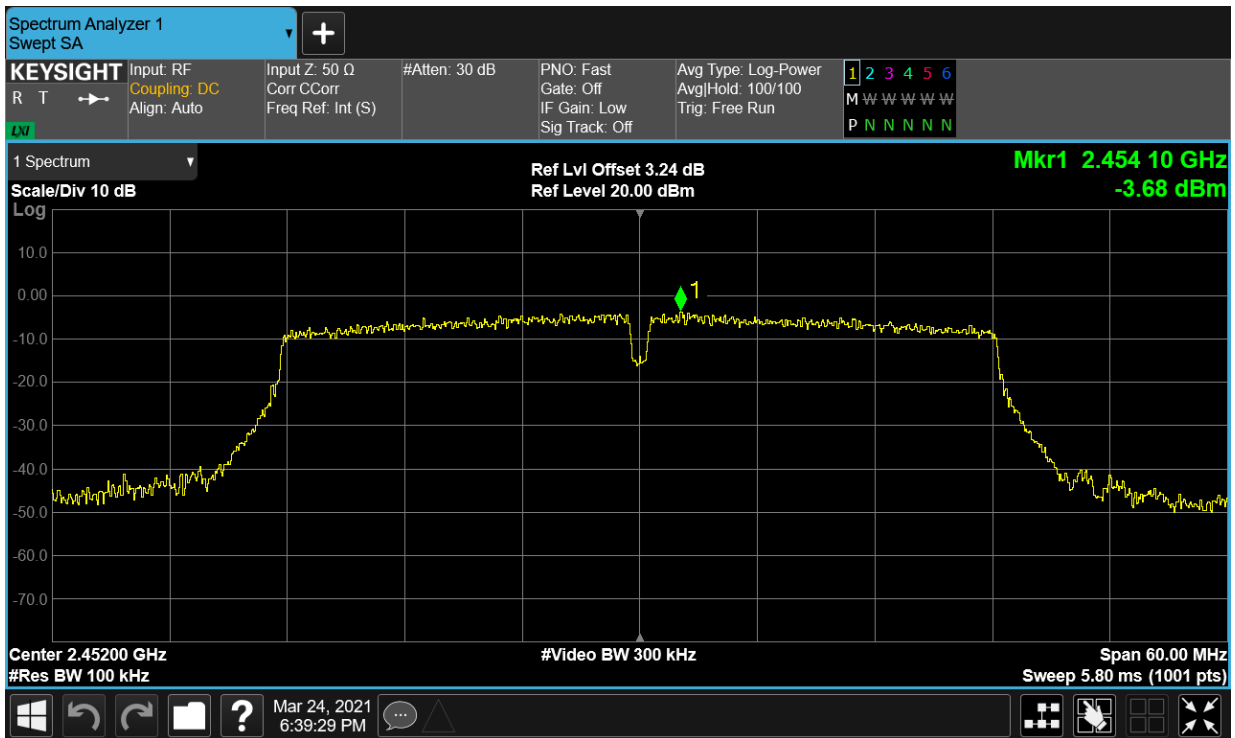 Spectrum Analyzer 1
Swept SA
+
KEYSIGHT
R T
LXI
Input: RF
Coupling: DC
Align: Auto
Input Z: 50 Ω
Corr CCorr
Freq Ref: Int (S)
#Atten: 30 dB
PNO: Fast
Gate: Off
IF Gain: Low
Sig Track: Off
Avg Type: Log-Power
Avg|Hold: 100/100
Trig: Free Run
1 2 3 4 5 6
M W W W W W
P N N N N N
1 Spectrum
Scale/Div 10 dB
Log
Ref Lvl Offset 3.24 dB
Ref Level 20.00 dBm
Mkr1 2.454 10 GHz
-3.68 dBm
10.0
0.00
1
-10.0
-20.0
-30.0
-40.0
-50.0
-60.0
-70.0
Center 2.45200 GHz
#Res BW 100 kHz
#Video BW 300 kHz
Span 60.00 MHz
Sweep 5.80 ms (1001 pts)
?
Mar 24, 2021
6:39:29 PM